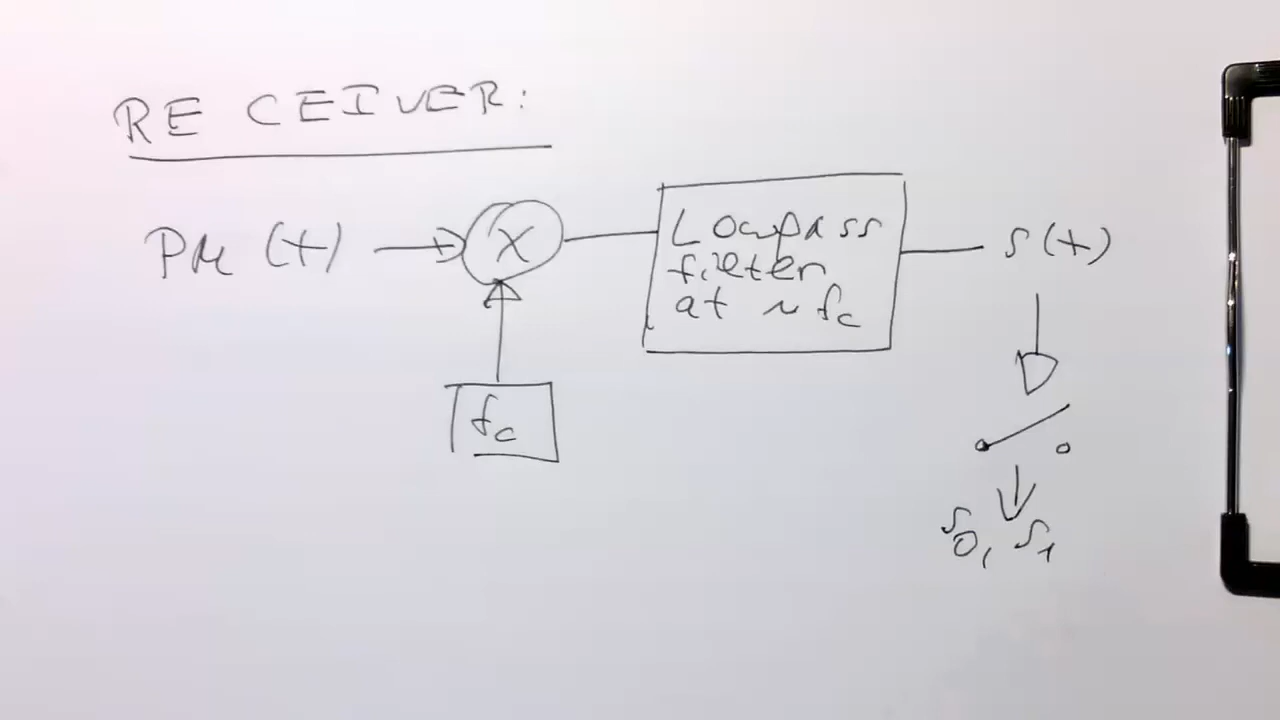 RECEIVER:
Pm(t)
X
Lowpass
filter
at ~ fc
s(t)
fc
s0, s1